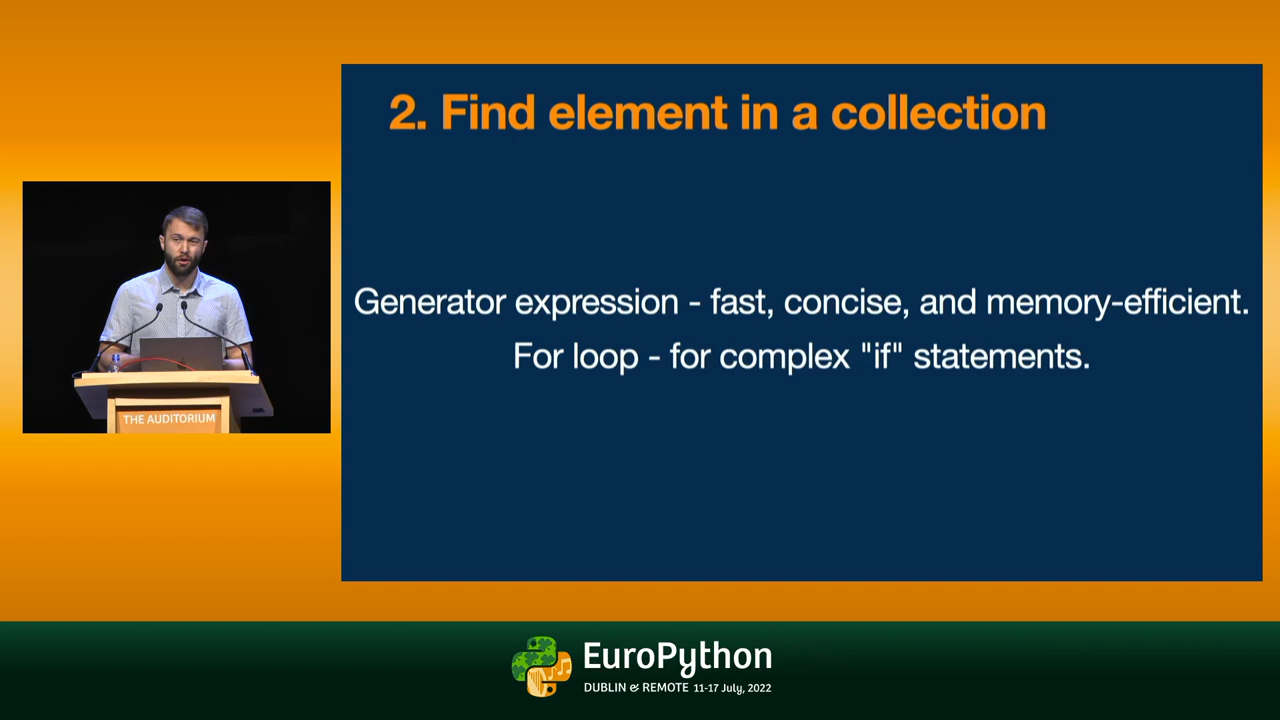 2. Find element in a collection
Generator expression - fast, concise, and memory-efficient.
For loop - for complex "if" statements.
THE AUDITORIUM
EuroPython
DUBLIN & REMOTE 11-17 July, 2022